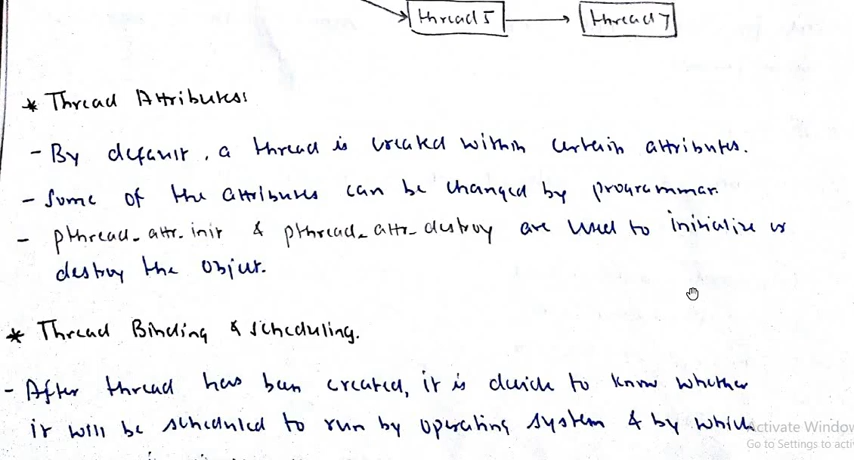 thread 5 thread 7
* Thread Attributes:
- By default, a thread is created within certain attributes.
- Some of the attributes can be changed by programmar.
- pthread_attr_init & pthread_attr_destroy are used to initialize or
destroy the object.
* Thread Binding & scheduling.
- After thread has been created, it is decide to know whether
it will be scheduled to run by operating system & by which
Activate Window
Go to Settings to acti